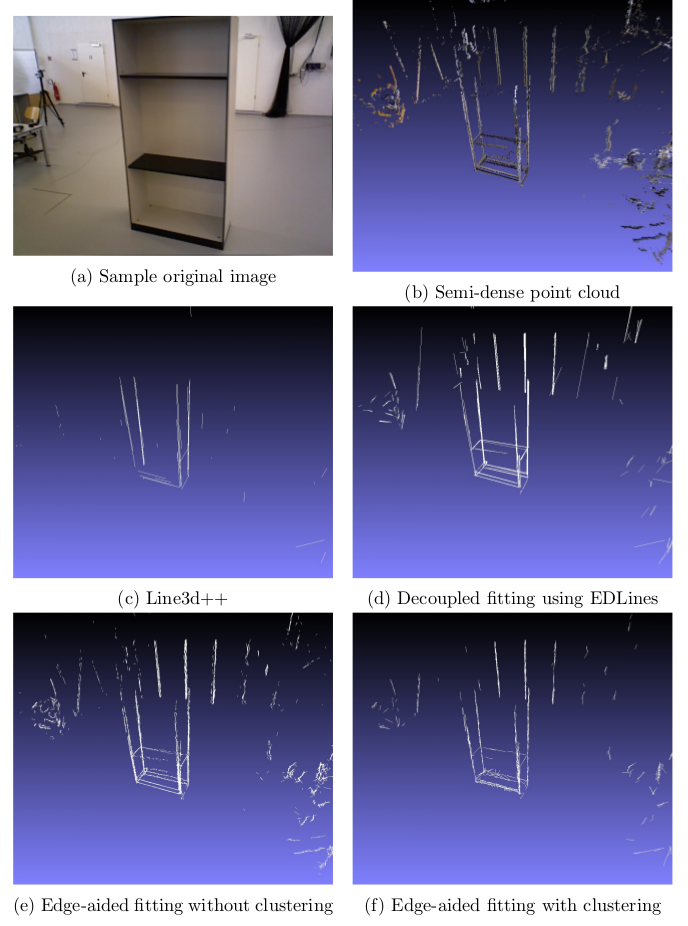 (a) Sample original image
(b) Semi-dense point cloud
(c) Line3d++
(d) Decoupled fitting using EDLines
(e) Edge-aided fitting without clustering
(f) Edge-aided fitting with clustering